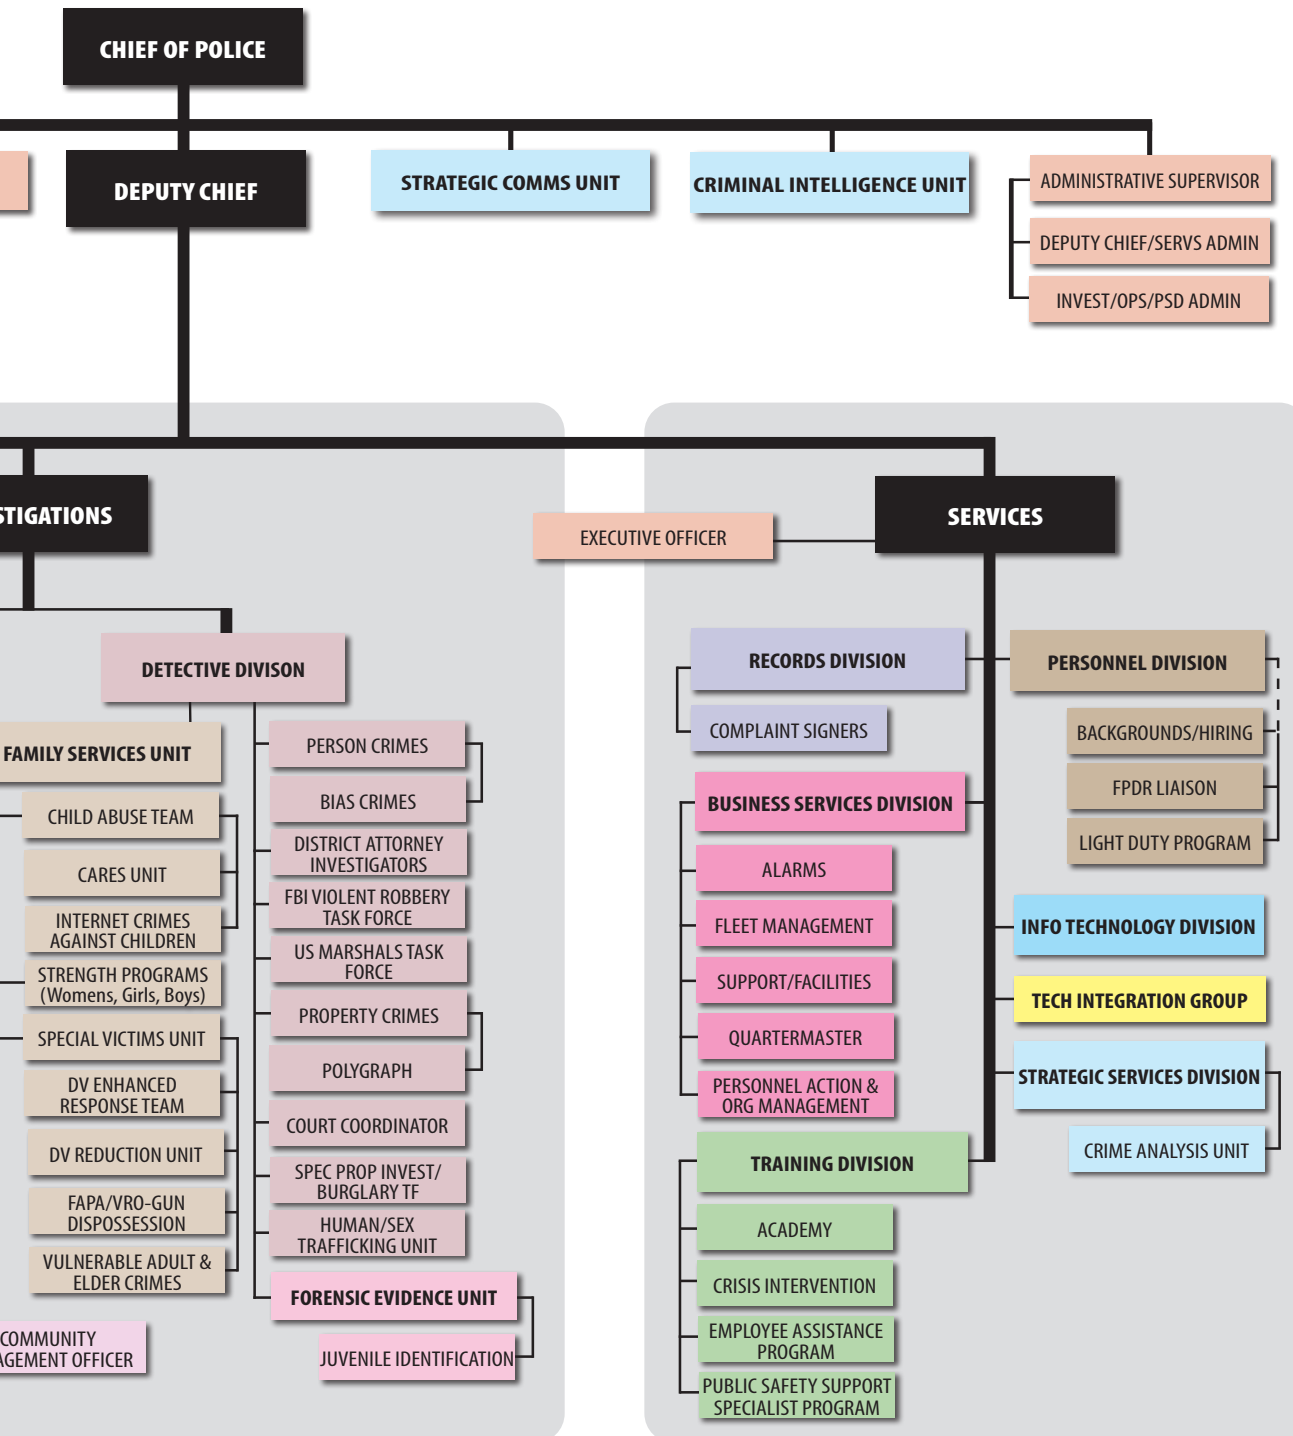 CHIEF OF POLICE
DEPUTY CHIEF
STRATEGIC COMMS UNIT
CRIMINAL INTELLIGENCE UNIT
ADMINISTRATIVE SUPERVISOR
DEPUTY CHIEF/SERVS ADMIN
INVEST/OPS/PSD ADMIN
STIGATIONS
DETECTIVE DIVISON
FAMILY SERVICES UNIT
CHILD ABUSE TEAM
CARES UNIT
INTERNET CRIMES
AGAINST CHILDREN
STRENGTH PROGRAMS
(Womens, Girls, Boys)
SPECIAL VICTIMS UNIT
DV ENHANCED
RESPONSE TEAM
DV REDUCTION UNIT
FAPA/VRO-GUN
DISPOSSESSION
VULNERABLE ADULT &
ELDER CRIMES
COMMUNITY
AGEMENT OFFICER
PERSON CRIMES
BIAS CRIMES
DISTRICT ATTORNEY
INVESTIGATORS
FBI VIOLENT ROBBERY
TASK FORCE
US MARSHALS TASK
FORCE
PROPERTY CRIMES
POLYGRAPH
COURT COORDINATOR
SPEC PROP INVEST/
BURGLARY TF
HUMAN/SEX
TRAFFICKING UNIT
FORENSIC EVIDENCE UNIT
JUVENILE IDENTIFICATION
EXECUTIVE OFFICER
SERVICES
RECORDS DIVISION
COMPLAINT SIGNERS
BUSINESS SERVICES DIVISION
ALARMS
FLEET MANAGEMENT
SUPPORT/FACILITIES
QUARTERMASTER
PERSONNEL ACTION &
ORG MANAGEMENT
TRAINING DIVISION
ACADEMY
CRISIS INTERVENTION
EMPLOYEE ASSISTANCE
PROGRAM
PUBLIC SAFETY SUPPORT
SPECIALIST PROGRAM
PERSONNEL DIVISION
BACKGROUNDS/HIRING
FPDR LIAISON
LIGHT DUTY PROGRAM
INFO TECHNOLOGY DIVISION
TECH INTEGRATION GROUP
STRATEGIC SERVICES DIVISION
CRIME ANALYSIS UNIT